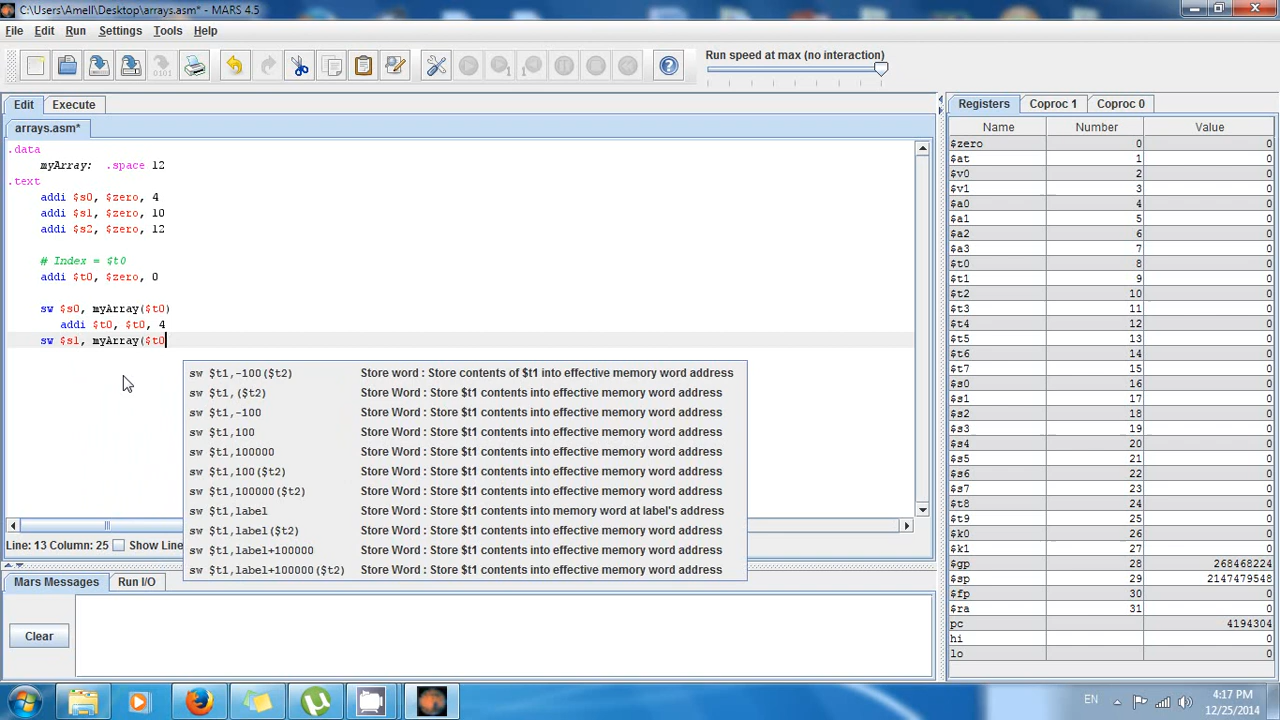 C:\Users\Amell\Desktop\arrays.asm* - MARS 4.5
File Edit Run Settings Tools Help
Run speed at max (no interaction)
Edit Execute
arrays.asm*
.data
myArray: .space 12
.text
addi $s0, $zero, 4
addi $s1, $zero, 10
addi $s2, $zero, 12
# Index = $t0
addi $t0, $zero, 0
sw $s0, myArray($t0)
addi $t0, $t0, 4
sw $s1, myArray($t0
sw $t1,-100($t2) Store word : Store contents of $t1 into effective memory word address
sw $t1,($t2) Store Word : Store $t1 contents into effective memory word address
sw $t1,-100 Store Word : Store $t1 contents into effective memory word address
sw $t1,100 Store Word : Store $t1 contents into effective memory word address
sw $t1,100000 Store Word : Store $t1 contents into effective memory word address
sw $t1,100($t2) Store Word : Store $t1 contents into effective memory word address
sw $t1,100000($t2) Store Word : Store $t1 contents into effective memory word address
sw $t1,label Store Word : Store $t1 contents into memory word at label's address
sw $t1,label($t2) Store Word : Store $t1 contents into effective memory word address
sw $t1,label+100000 Store Word : Store $t1 contents into effective memory word address
sw $t1,label+100000($t2) Store Word : Store $t1 contents into effective memory word address
Line: 13 Column: 25 Show Line
Mars Messages Run I/O
Clear
Registers Coproc 1 Coproc 0
Name Number Value
$zero 0 0
$at 1 0
$v0 2 0
$v1 3 0
$a0 4 0
$a1 5 0
$a2 6 0
$a3 7 0
$t0 8 0
$t1 9 0
$t2 10 0
$t3 11 0
$t4 12 0
$t5 13 0
$t6 14 0
$t7 15 0
$s0 16 0
$s1 17 0
$s2 18 0
$s3 19 0
$s4 20 0
$s5 21 0
$s6 22 0
$s7 23 0
$t8 24 0
$t9 25 0
$k0 26 0
$k1 27 0
$gp 28 268468224
$sp 29 2147479548
$fp 30 0
$ra 31 0
pc 4194304
hi 0
lo 0
EN
4:17 PM
12/25/2014